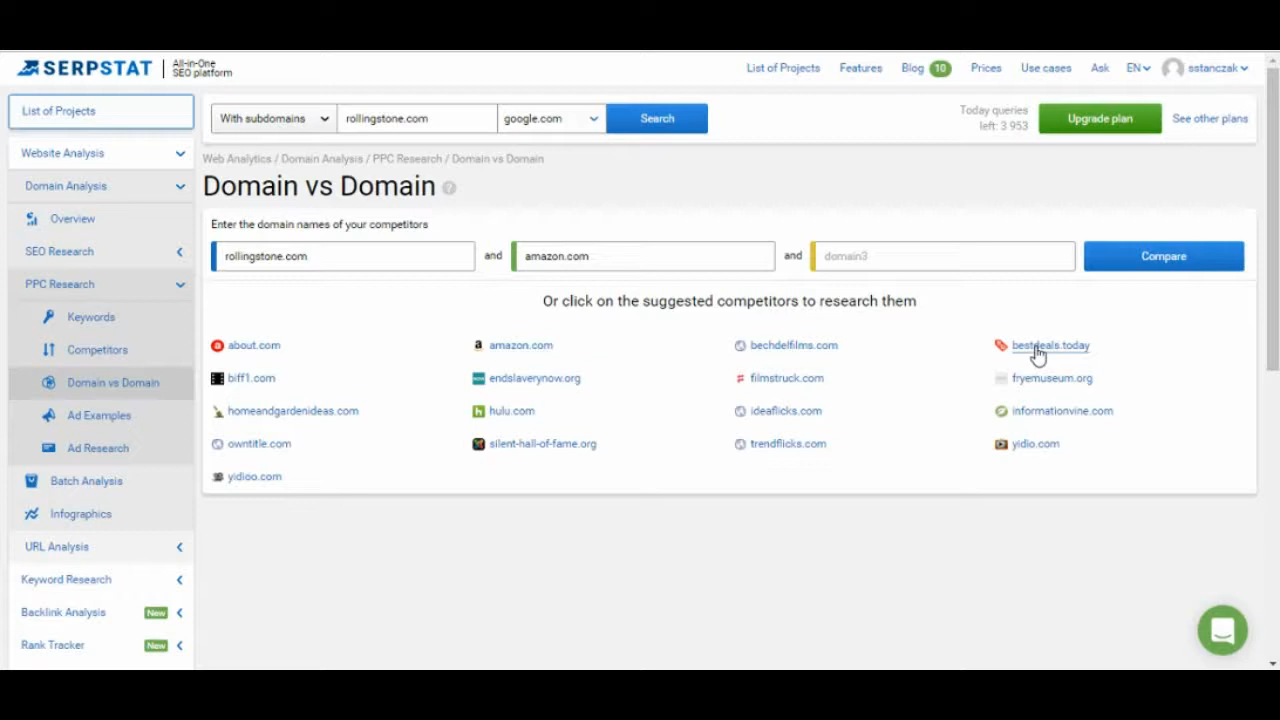 SERPSTAT All-in-One SEO platform
List of Projects Features Blog 10 Prices Use cases Ask EN sstanczak
List of Projects
With subdomains rollingstone.com google.com Search
Today queries left: 3 953
Upgrade plan See other plans
Website Analysis
Domain Analysis
Overview
SEO Research
PPC Research
Keywords
Competitors
Domain vs Domain
Ad Examples
Ad Research
Batch Analysis
Infographics
URL Analysis
Keyword Research
Backlink Analysis New
Rank Tracker New
Web Analytics / Domain Analysis / PPC Research / Domain vs Domain
Domain vs Domain ?
Enter the domain names of your competitors
rollingstone.com and amazon.com and domain3 Compare
Or click on the suggested competitors to research them
about.com amazon.com bechdelfilms.com bestdeals.today
biff1.com endslaverynow.org filmstruck.com fryemuseum.org
homeandgardenideas.com hulu.com ideaflicks.com informationvine.com
owntitle.com silent-hall-of-fame.org trendflicks.com yidio.com
yidioo.com